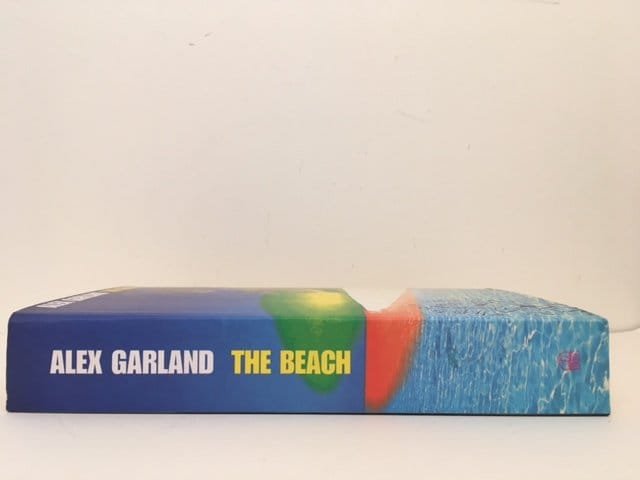 ALEX GARLAND THE BEACH